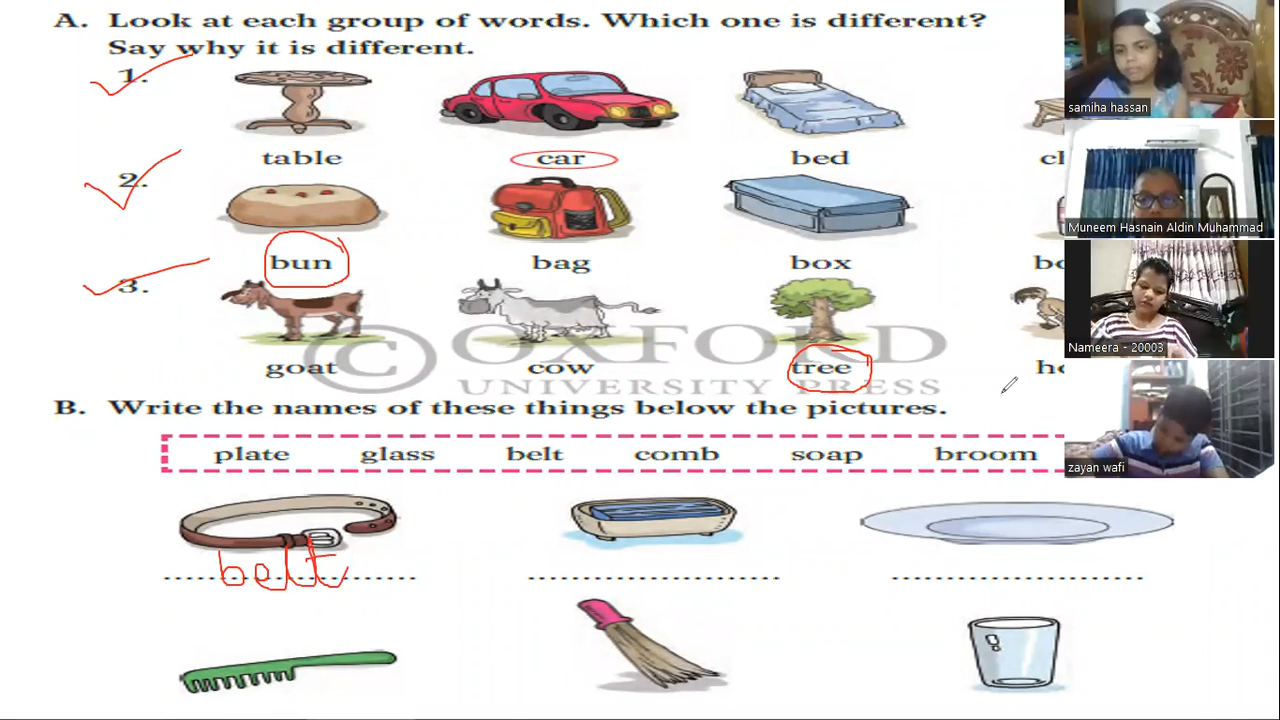 A. Look at each group of words. Which one is different?
Say why it is different.
1.
table car bed
2.
bun bag box
3.
goat cow tree
© OXFORD
UNIVERSITY PRESS
B. Write the names of these things below the pictures.
plate glass belt comb soap broom
belt
samiha hassan
Muneem Hasnain Aldin Muhammad
Nameera - 20003
zayan wafi